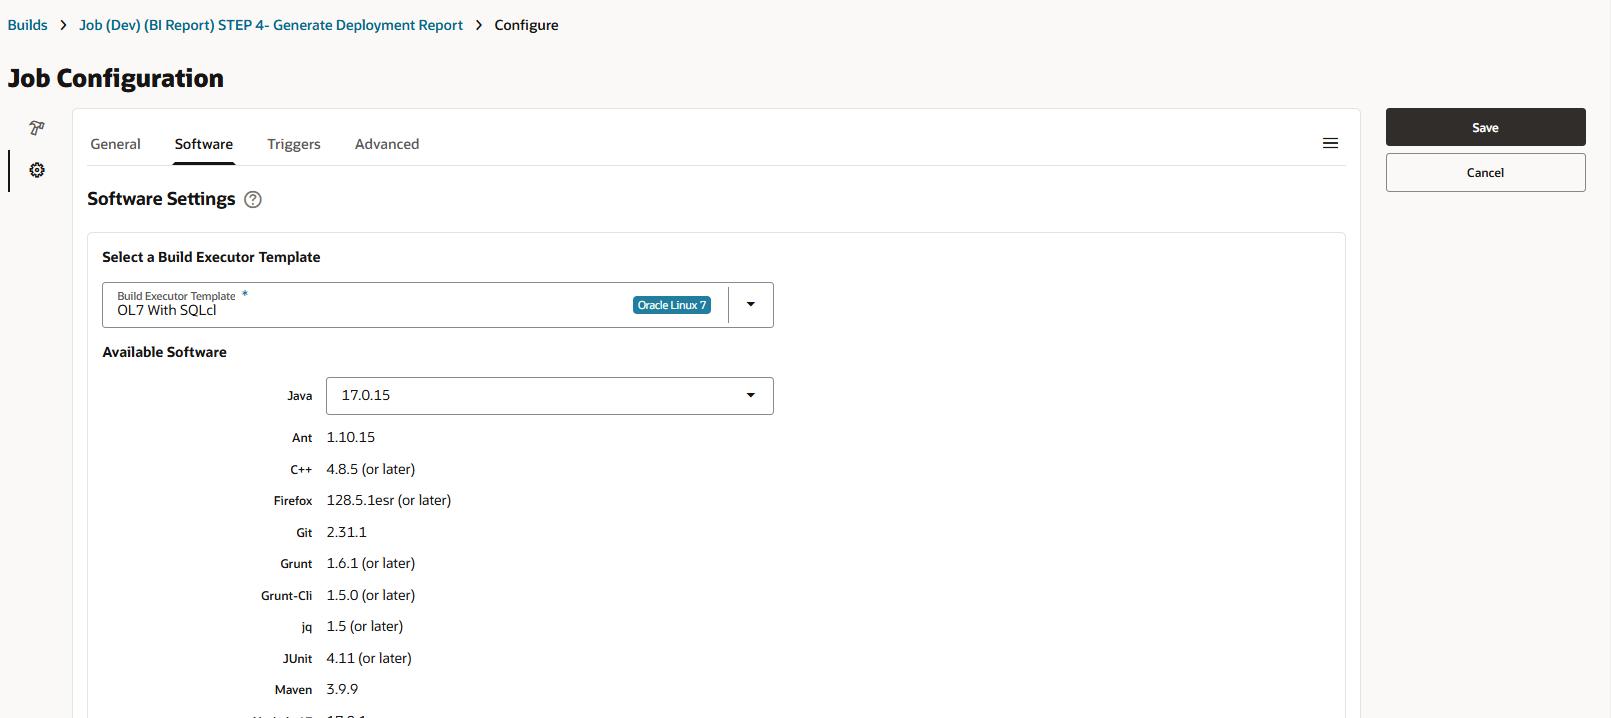 Builds > Job (Dev) (BI Report) STEP 4- Generate Deployment Report > Configure
Job Configuration
General Software Triggers Advanced
Save
Cancel
Software Settings ?
Select a Build Executor Template
Build Executor Template *
OL7 With SQLcl Oracle Linux 7
Available Software
Java 17.0.15
Ant 1.10.15
C++ 4.8.5 (or later)
Firefox 128.5.1esr (or later)
Git 2.31.1
Grunt 1.6.1 (or later)
Grunt-Cli 1.5.0 (or later)
jq 1.5 (or later)
JUnit 4.11 (or later)
Maven 3.9.9